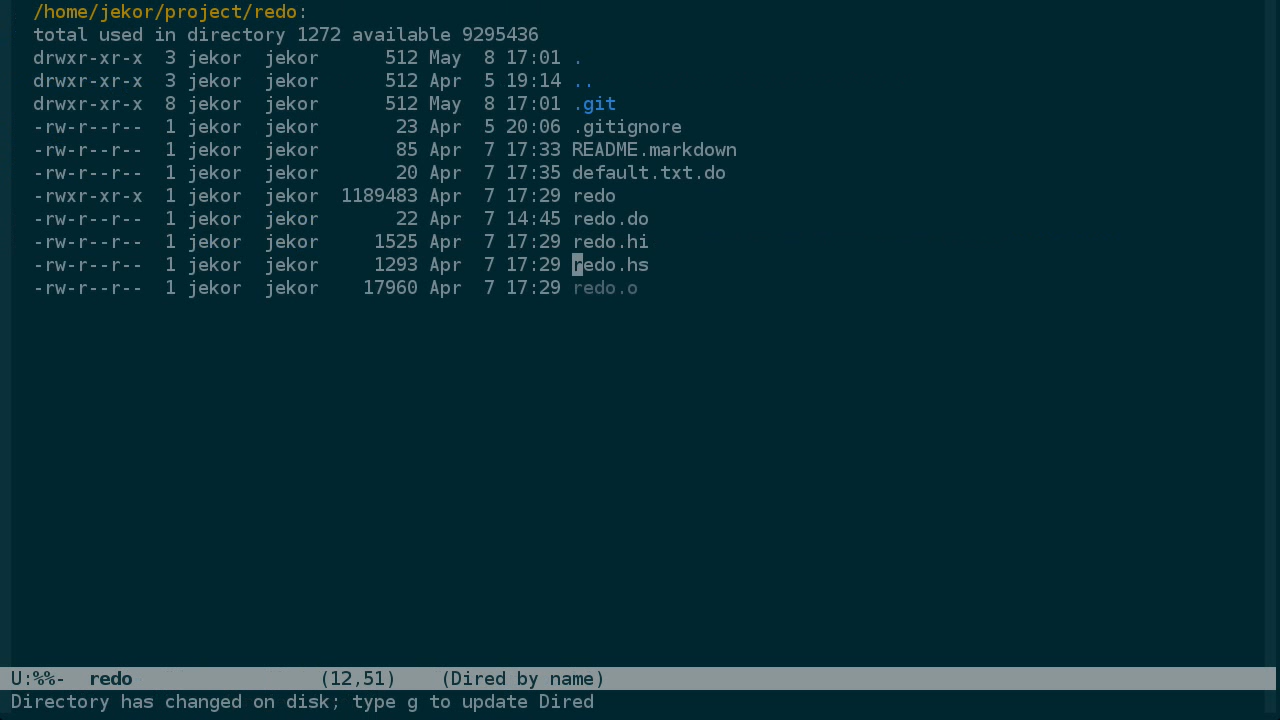 /home/jekor/project/redo:
total used in directory 1272 available 9295436
drwxr-xr-x  3 jekor  jekor      512 May  8 17:01 .
drwxr-xr-x  3 jekor  jekor      512 Apr  5 19:14 ..
drwxr-xr-x  8 jekor  jekor      512 May  8 17:01 .git
-rw-r--r--  1 jekor  jekor       23 Apr  5 20:06 .gitignore
-rw-r--r--  1 jekor  jekor       85 Apr  7 17:33 README.markdown
-rw-r--r--  1 jekor  jekor       20 Apr  7 17:35 default.txt.do
-rwxr-xr-x  1 jekor  jekor  1189483 Apr  7 17:29 redo
-rw-r--r--  1 jekor  jekor       22 Apr  7 14:45 redo.do
-rw-r--r--  1 jekor  jekor     1525 Apr  7 17:29 redo.hi
-rw-r--r--  1 jekor  jekor     1293 Apr  7 17:29 redo.hs
-rw-r--r--  1 jekor  jekor    17960 Apr  7 17:29 redo.o
U:%%-  redo                 (12,51)    (Dired by name)
Directory has changed on disk; type g to update Dired